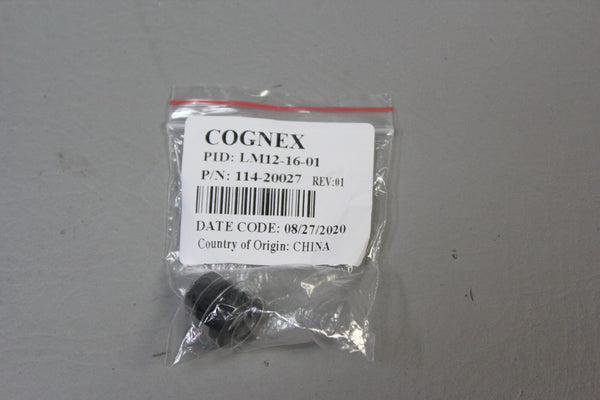 COGNEX
PID: LM12-16-01
P/N: 114-20027 REV:01
DATE CODE: 08/27/2020
Country of Origin: CHINA